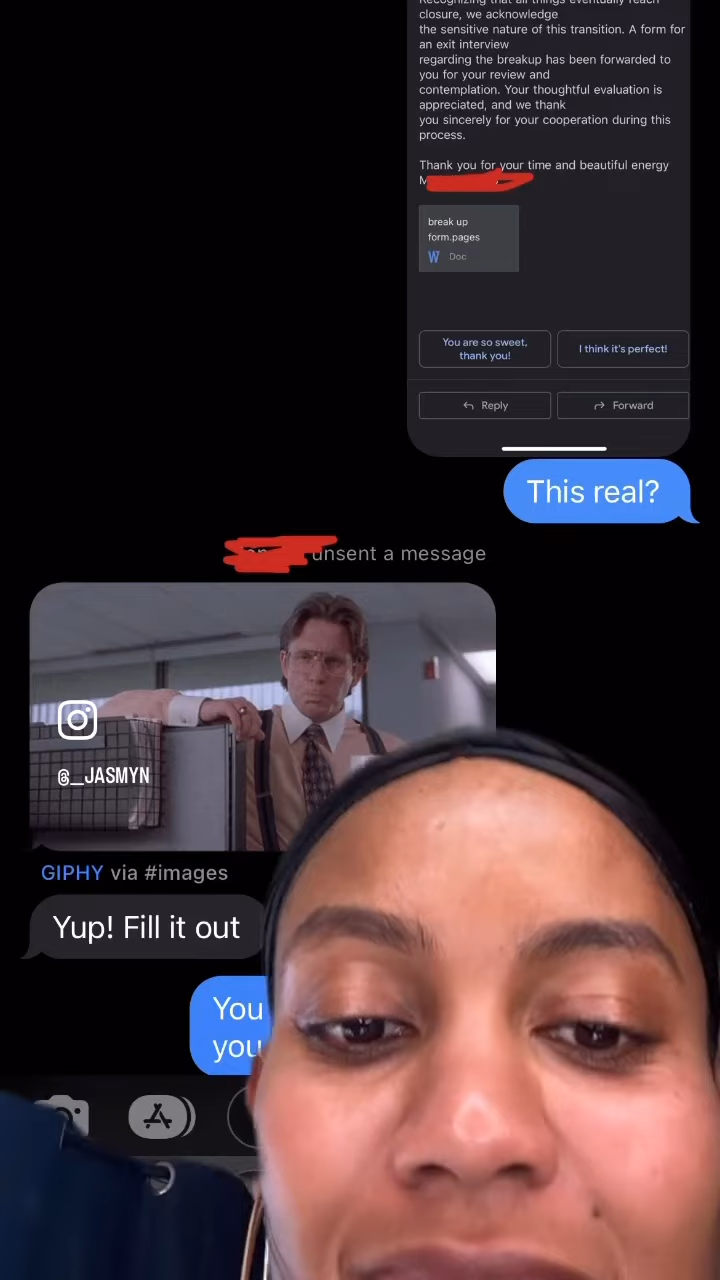 Recognizing that all things eventually reach
closure, we acknowledge
the sensitive nature of this transition. A form for
an exit interview
regarding the breakup has been forwarded to
you for your review and
contemplation. Your thoughtful evaluation is
appreciated, and we thank
you sincerely for your cooperation during this
process.
Thank you for your time and beautiful energy
M
break up
form.pages
W Doc
You are so sweet,
thank you!
I think it's perfect!
Reply
Forward
This real?
unsent a message
@_JASMYN
GIPHY via #images
Yup! Fill it out
You
you